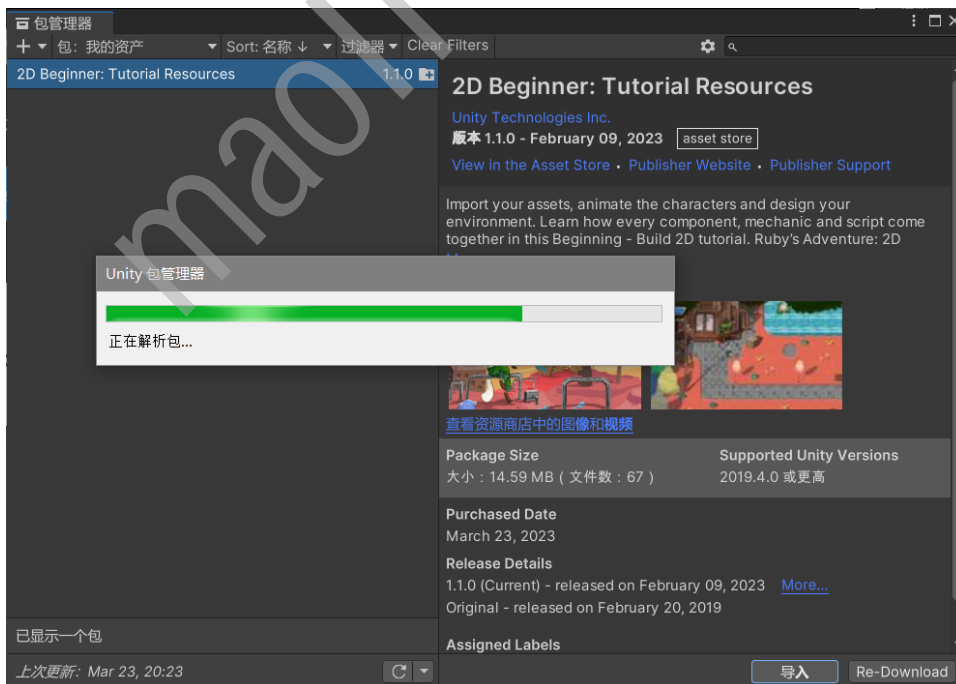 包管理器
包: 我的资产 Sort: 名称 ↓ 过滤器 Clear Filters
2D Beginner: Tutorial Resources 1.1.0
2D Beginner: Tutorial Resources
Unity Technologies Inc.
版本 1.1.0 - February 09, 2023 asset store
View in the Asset Store • Publisher Website • Publisher Support
Import your assets, animate the characters and design your
environment. Learn how every component, mechanic and script come
together in this Beginning - Build 2D tutorial. Ruby's Adventure: 2D
Unity 包管理器
正在解析包...
查看资源商店中的图像和视频
Package Size Supported Unity Versions
大小 : 14.59 MB ( 文件数 : 67 ) 2019.4.0 或更高
Purchased Date
March 23, 2023
Release Details
1.1.0 (Current) - released on February 09, 2023 More...
Original - released on February 20, 2019
已显示一个包
Assigned Labels
上次更新: Mar 23, 20:23
导入 Re-Download